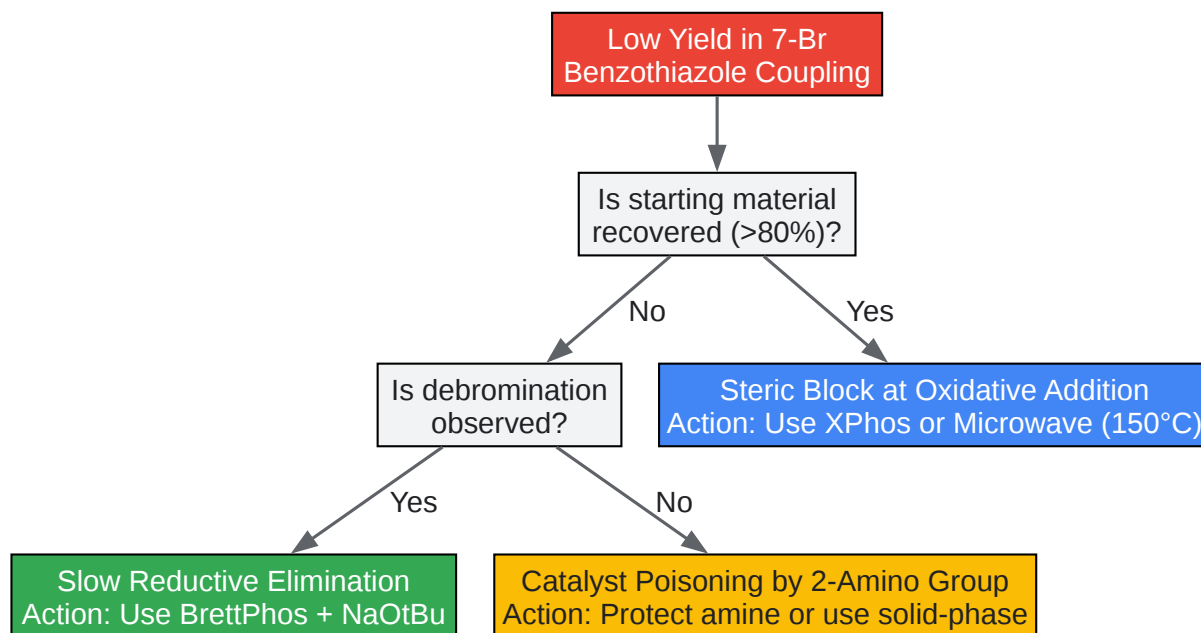 Low Yield in 7-Br
Benzothiazole Coupling
Is starting material
recovered (>80%)?
No
Yes
Is debromination
observed?
Steric Block at Oxidative Addition
Action: Use XPhos or Microwave (150°C)
Yes
No
Slow Reductive Elimination
Action: Use BrettPhos + NaOtBu
Catalyst Poisoning by 2-Amino Group
Action: Protect amine or use solid-phase